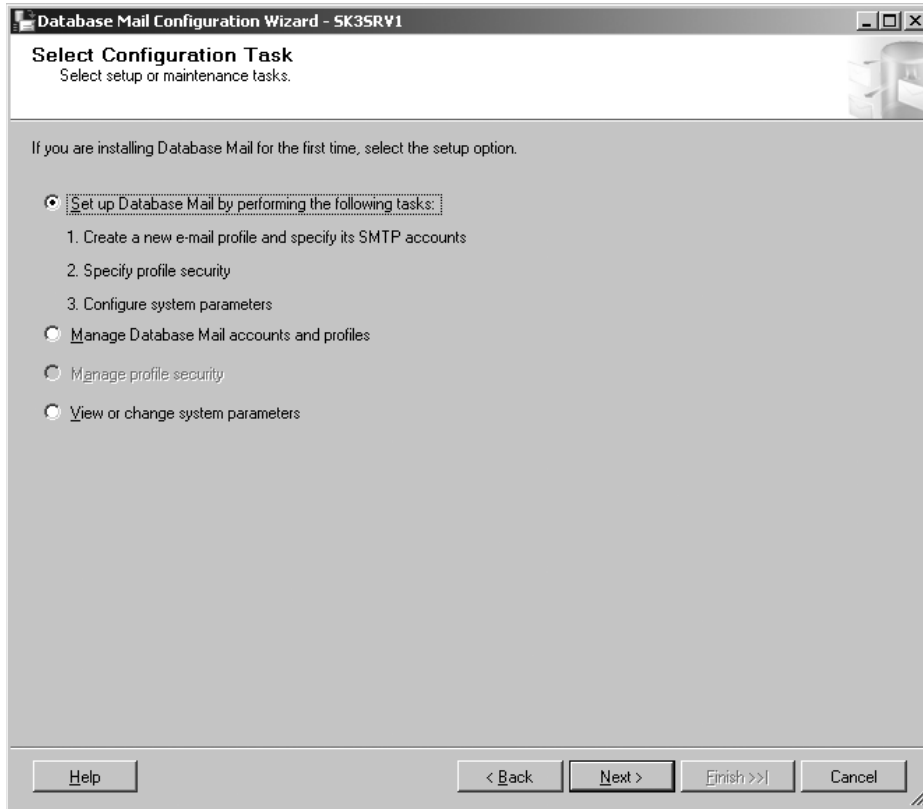 Database Mail Configuration Wizard - SK3SRV1
Select Configuration Task
Select setup or maintenance tasks.
If you are installing Database Mail for the first time, select the setup option.
Set up Database Mail by performing the following tasks:
1. Create a new e-mail profile and specify its SMTP accounts
2. Specify profile security
3. Configure system parameters
Manage Database Mail accounts and profiles
Manage profile security
View or change system parameters
Help < Back Next > Finish >>| Cancel